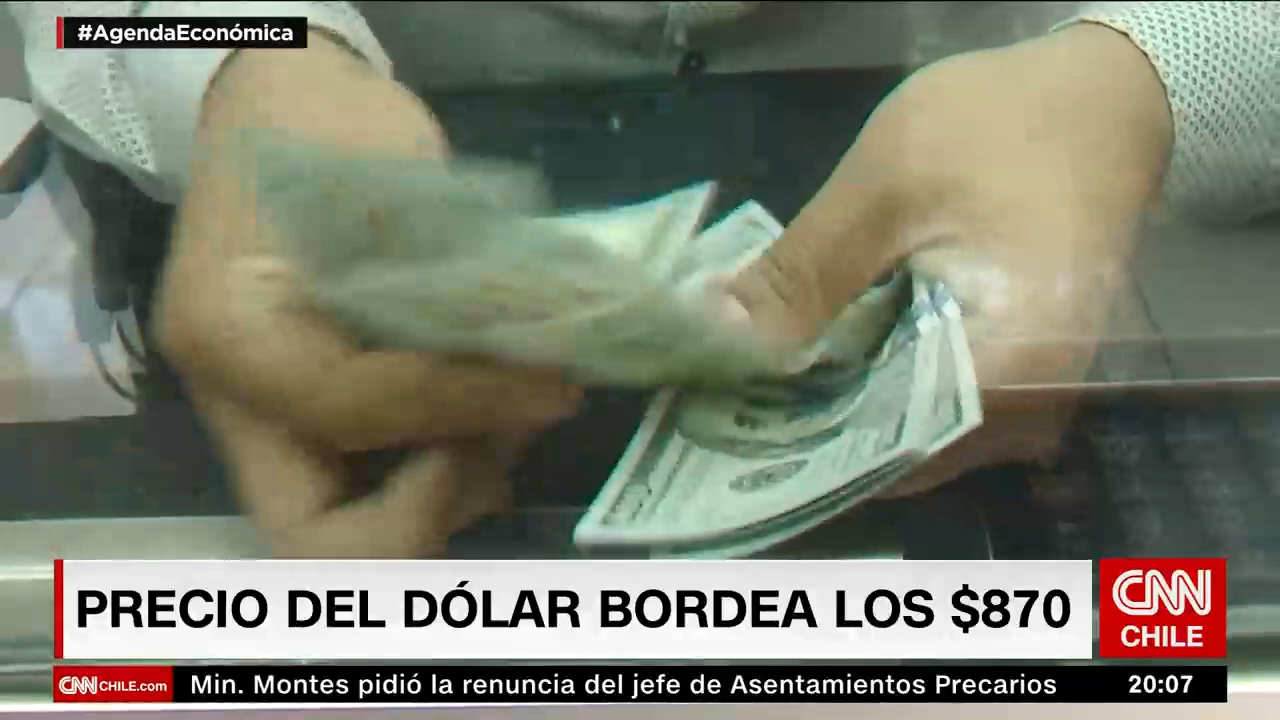 #AgendaEconómica
PRECIO DEL DÓLAR BORDEA LOS $870
CNN
CHILE
CNNCHILE.com
Min. Montes pidió la renuncia del jefe de Asentamientos Precarios
20:07